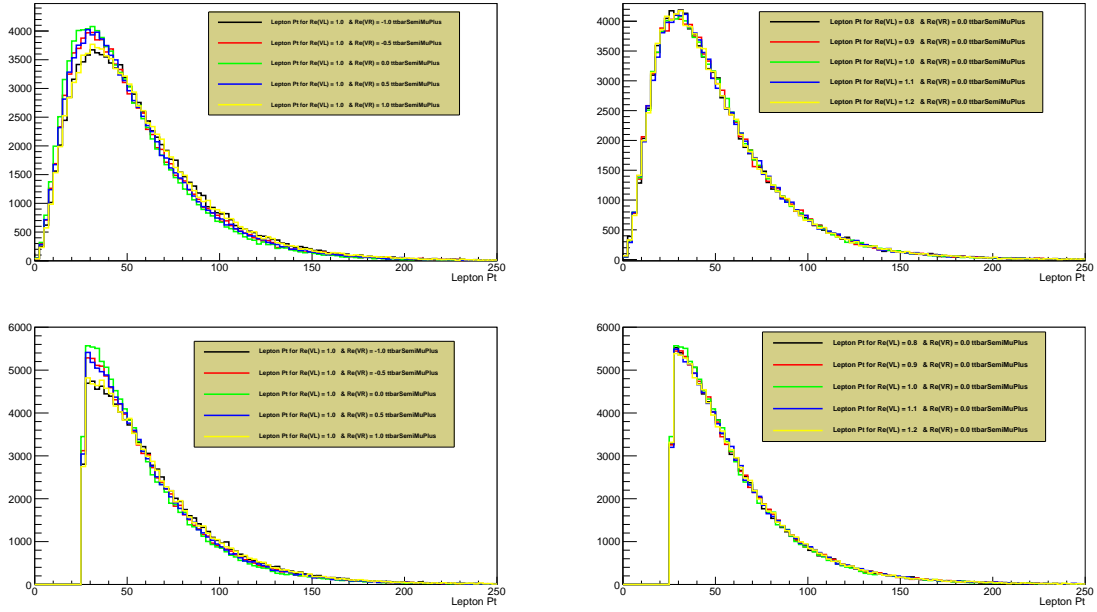 4000
3500
3000
2500
2000
1500
1000
500
0
0 50 100 150 200 250
Lepton Pt
Lepton Pt for Re(VL) = 1.0 & Re(VR) = -1.0 ttbarSemiMuPlus
Lepton Pt for Re(VL) = 1.0 & Re(VR) = -0.5 ttbarSemiMuPlus
Lepton Pt for Re(VL) = 1.0 & Re(VR) = 0.0 ttbarSemiMuPlus
Lepton Pt for Re(VL) = 1.0 & Re(VR) = 0.5 ttbarSemiMuPlus
Lepton Pt for Re(VL) = 1.0 & Re(VR) = 1.0 ttbarSemiMuPlus
4000
3500
3000
2500
2000
1500
1000
500
0
0 50 100 150 200 250
Lepton Pt
Lepton Pt for Re(VL) = 0.8 & Re(VR) = 0.0 ttbarSemiMuPlus
Lepton Pt for Re(VL) = 0.9 & Re(VR) = 0.0 ttbarSemiMuPlus
Lepton Pt for Re(VL) = 1.0 & Re(VR) = 0.0 ttbarSemiMuPlus
Lepton Pt for Re(VL) = 1.1 & Re(VR) = 0.0 ttbarSemiMuPlus
Lepton Pt for Re(VL) = 1.2 & Re(VR) = 0.0 ttbarSemiMuPlus
6000
5000
4000
3000
2000
1000
0
0 50 100 150 200 250
Lepton Pt
Lepton Pt for Re(VL) = 1.0 & Re(VR) = -1.0 ttbarSemiMuPlus
Lepton Pt for Re(VL) = 1.0 & Re(VR) = -0.5 ttbarSemiMuPlus
Lepton Pt for Re(VL) = 1.0 & Re(VR) = 0.0 ttbarSemiMuPlus
Lepton Pt for Re(VL) = 1.0 & Re(VR) = 0.5 ttbarSemiMuPlus
Lepton Pt for Re(VL) = 1.0 & Re(VR) = 1.0 ttbarSemiMuPlus
6000
5000
4000
3000
2000
1000
0
0 50 100 150 200 250
Lepton Pt
Lepton Pt for Re(VL) = 0.8 & Re(VR) = 0.0 ttbarSemiMuPlus
Lepton Pt for Re(VL) = 0.9 & Re(VR) = 0.0 ttbarSemiMuPlus
Lepton Pt for Re(VL) = 1.0 & Re(VR) = 0.0 ttbarSemiMuPlus
Lepton Pt for Re(VL) = 1.1 & Re(VR) = 0.0 ttbarSemiMuPlus
Lepton Pt for Re(VL) = 1.2 & Re(VR) = 0.0 ttbarSemiMuPlus